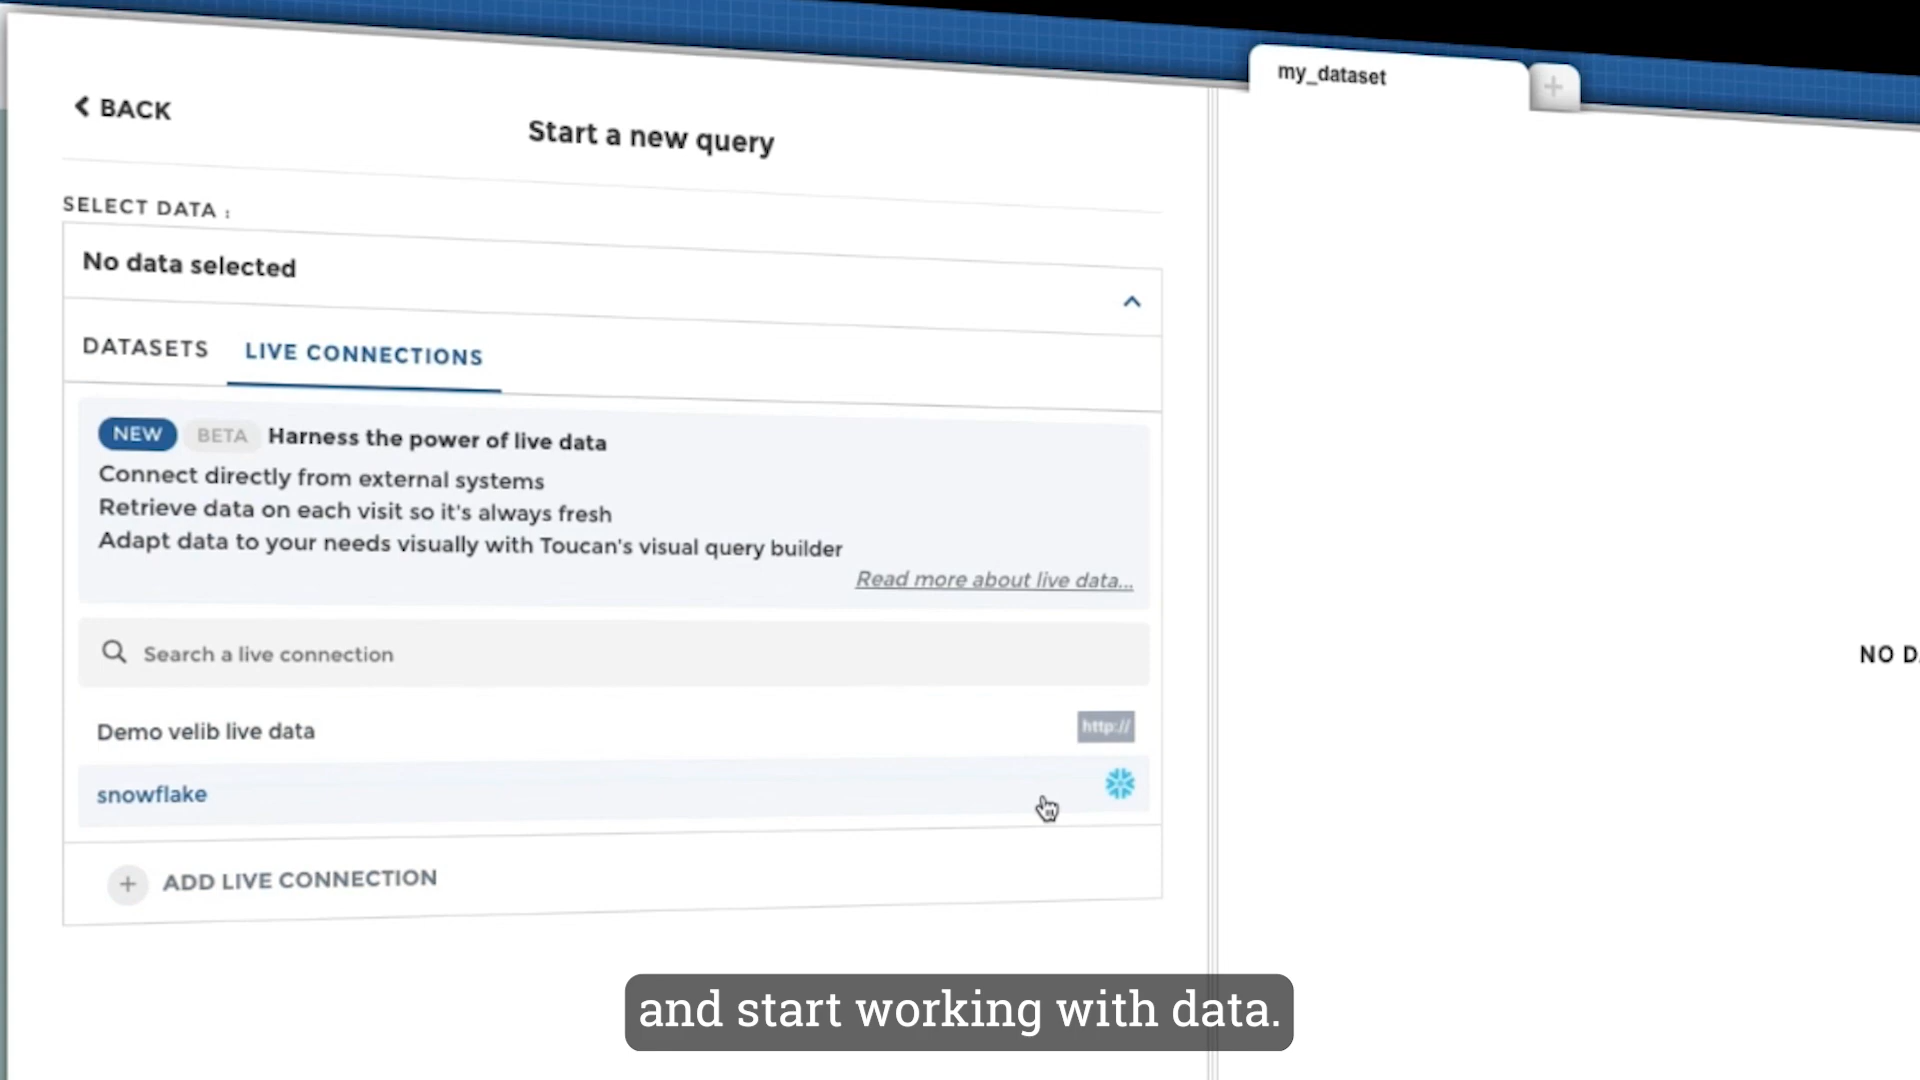 BACK
my_dataset
+
Start a new query
SELECT DATA :
No data selected
DATASETS
LIVE CONNECTIONS
NEW BETA Harness the power of live data
Connect directly from external systems
Retrieve data on each visit so it's always fresh
Adapt data to your needs visually with Toucan's visual query builder
Read more about live data...
Search a live connection
NO D
Demo velib live data
http://
snowflake
+ ADD LIVE CONNECTION
and start working with data.